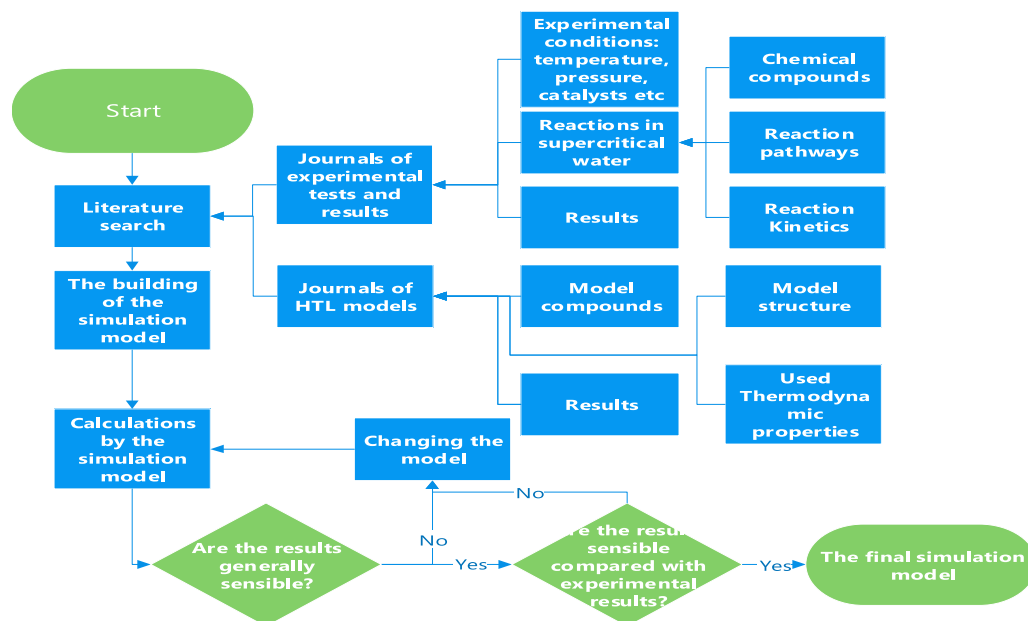 Start
Literature
search
The building
of the
simulation
model
Calculations
by the
simulation
model
Journals of
experimental
tests and
results
Journals of
HTL models
Experimental
conditions:
temperature,
pressure,
catalysts etc
Reactions in
supercritical
water
Results
Chemical
compounds
Reaction
pathways
Reaction
Kinetics
Model
compounds
Results
Model
structure
Used
Thermodyna
mic
properties
Changing the
model
Are the results
generally
sensible?
No
Yes
No
re the resul
sensible
compared with
experimental
results?
Yes
The final simulation
model